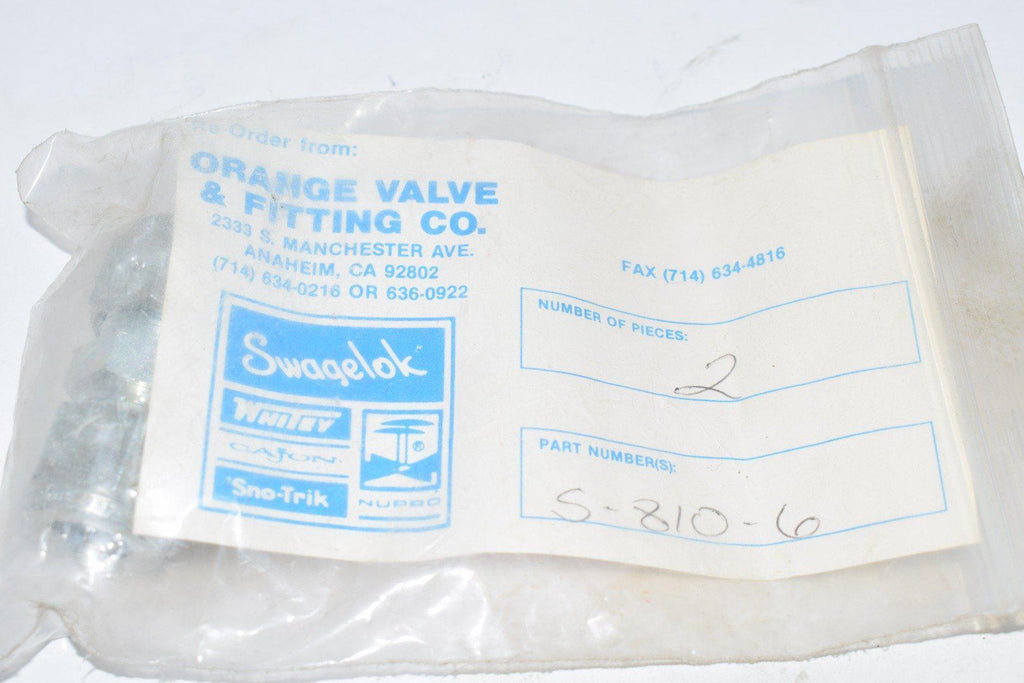 Re Order from:
ORANGE VALVE
& FITTING CO.
2333 S. MANCHESTER AVE.
ANAHEIM, CA 92802
(714) 634-0216 OR 636-0922
Swagelok
WHITEY
CAJON
Sno-Trik
®
NUPRO
FAX (714) 634-4816
NUMBER OF PIECES:
2
PART NUMBER(S):
S-810-6